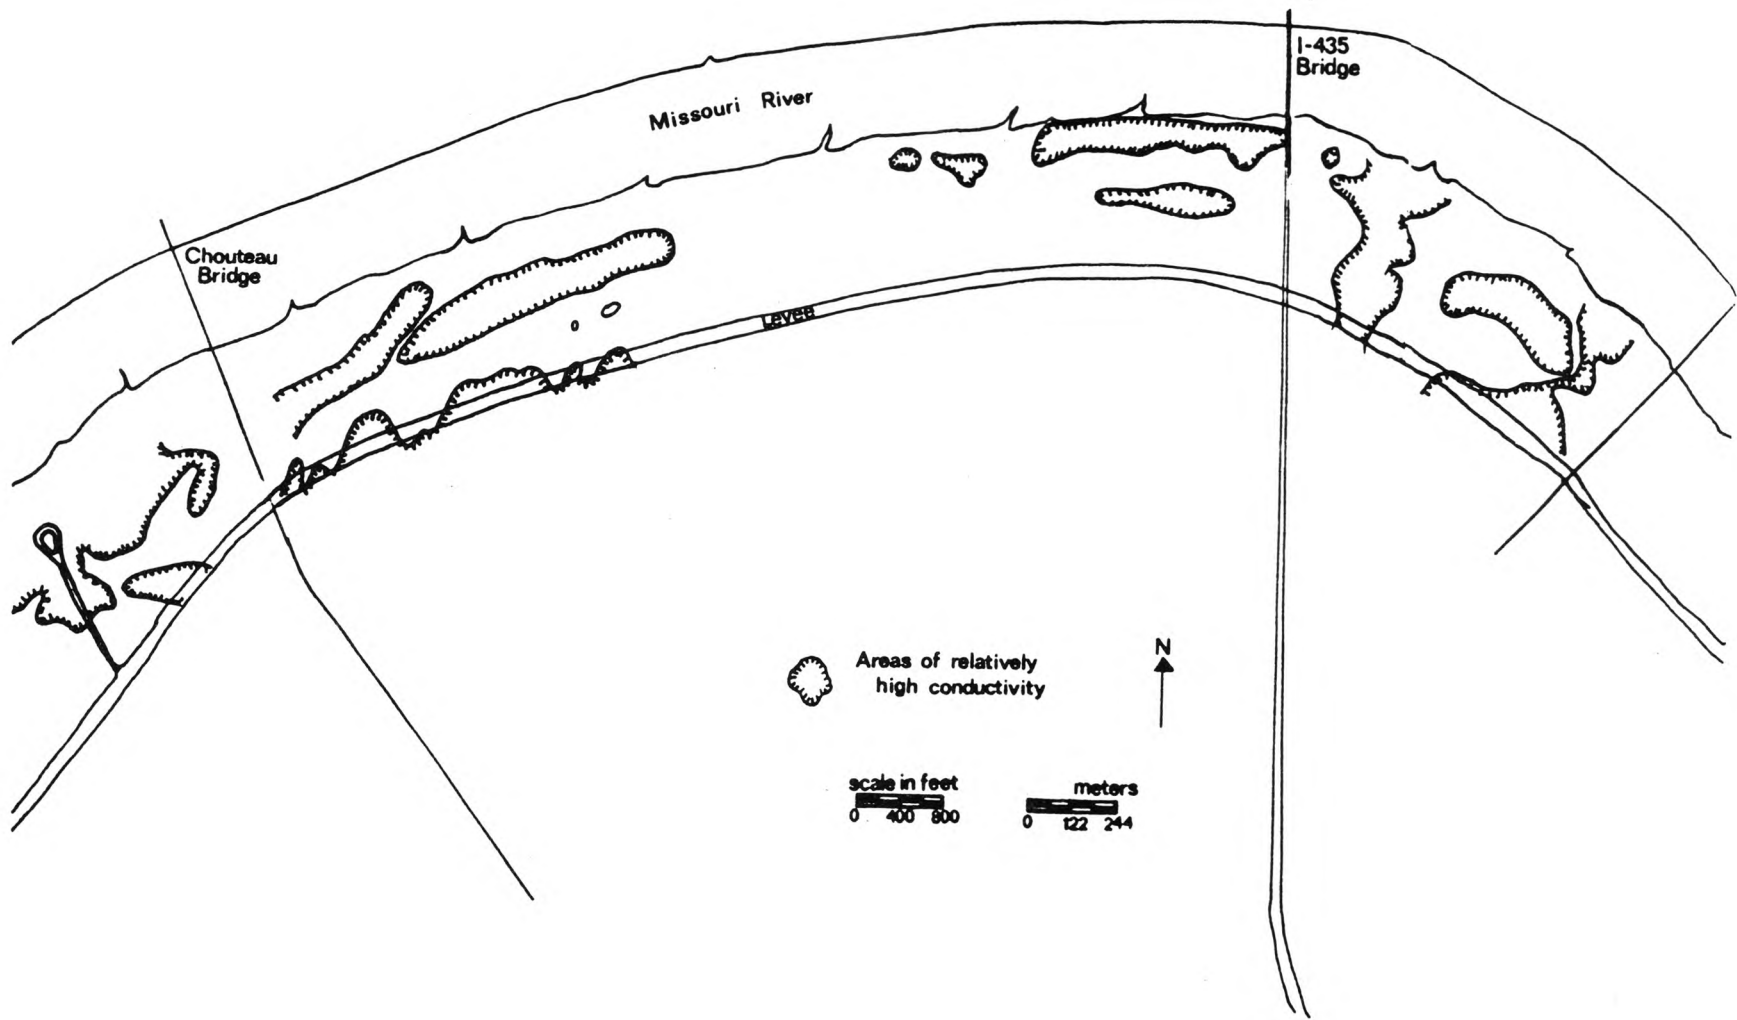 I-435
Bridge
Missouri River
Chouteau
Bridge
Levee
Areas of relatively
high conductivity
N
scale in feet
0 400 800
meters
0 122 244